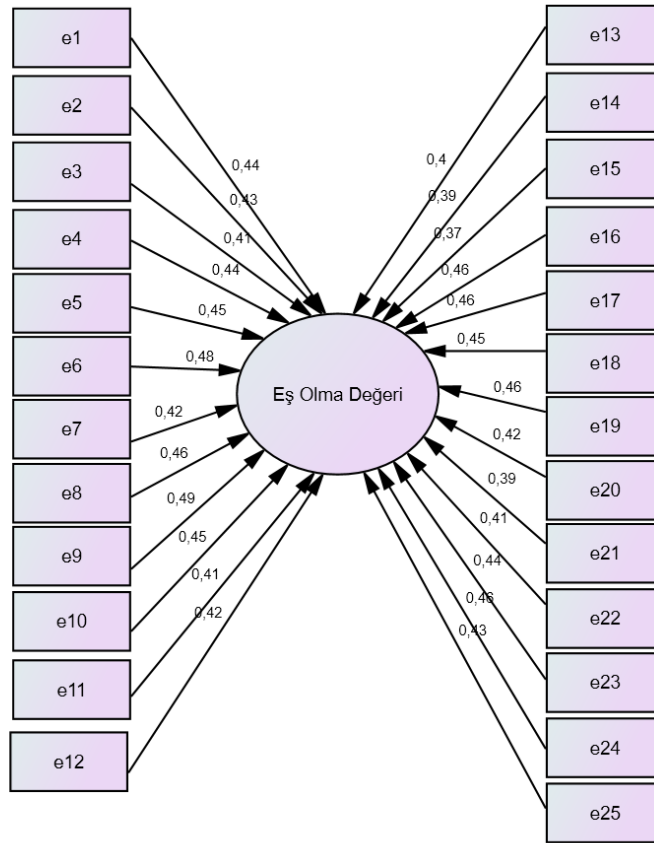 e1
e2
e3
e4
e5
e6
e7
e8
e9
e10
e11
e12
0,44
0,43
0,41
0,44
0,45
0,48
0,42
0,46
0,49
0,45
0,41
0,42
Eş Olma Değeri
0,4
0,39
0,37
0,46
0,46
0,45
0,46
0,42
0,39
0,41
0,44
0,46
0,43
e13
e14
e15
e16
e17
e18
e19
e20
e21
e22
e23
e24
e25